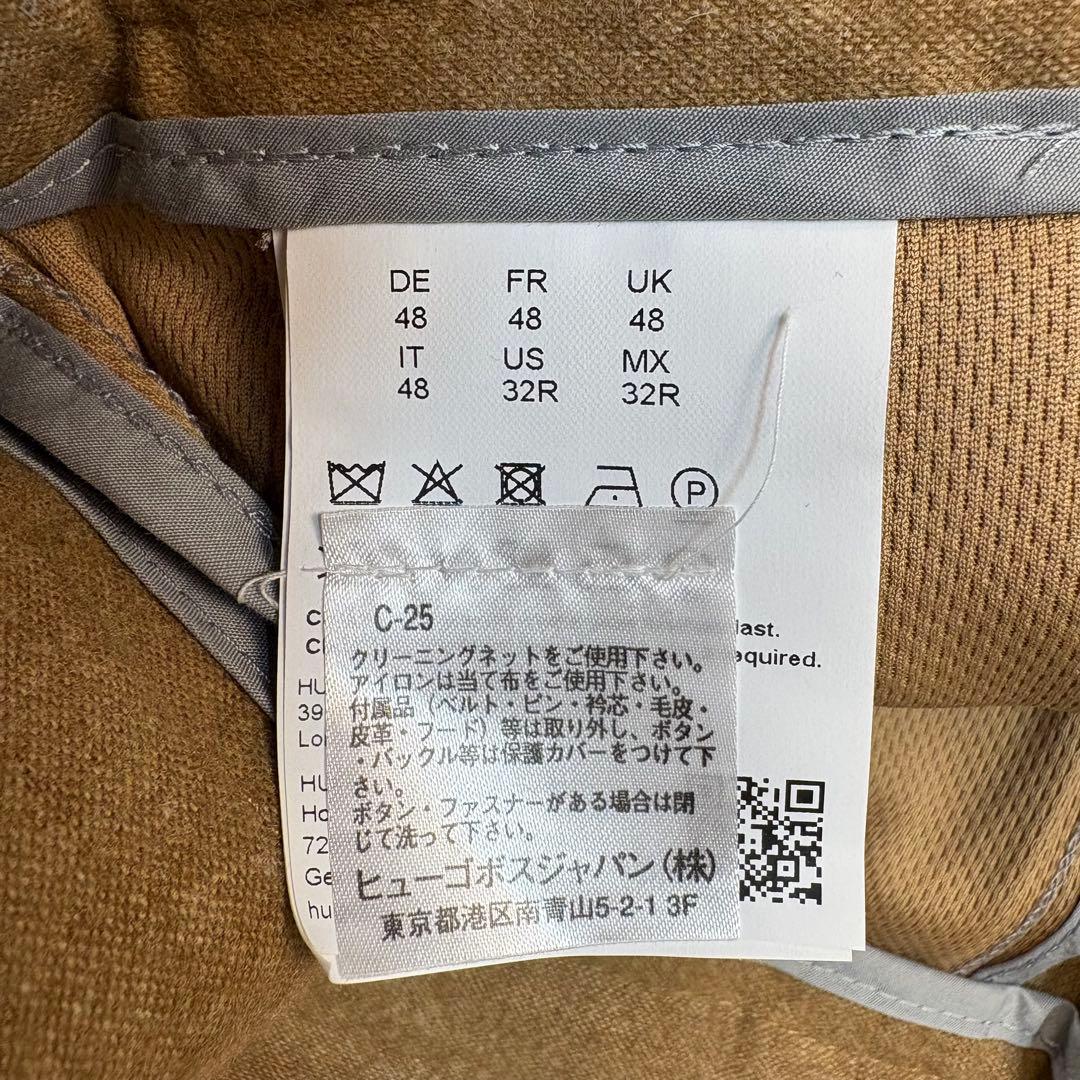 DE FR UK
48 48 48
IT US MX
48 32R 32R
P
C-25
クリーニングネットをご使用下さい。
アイロンは当て布をご使用下さい。
付属品（ベルト・ピン・衿芯・毛皮・
皮革・フード）等は取り外し、ボタン
・バックル等は保護カバーをつけて下
さい。
ボタン・ファスナーがある場合は閉
じて洗って下さい。
ヒューゴボスジャパン（株）
東京都港区南青山5-2-1 3F
last.
HU
39
HU
72
hu